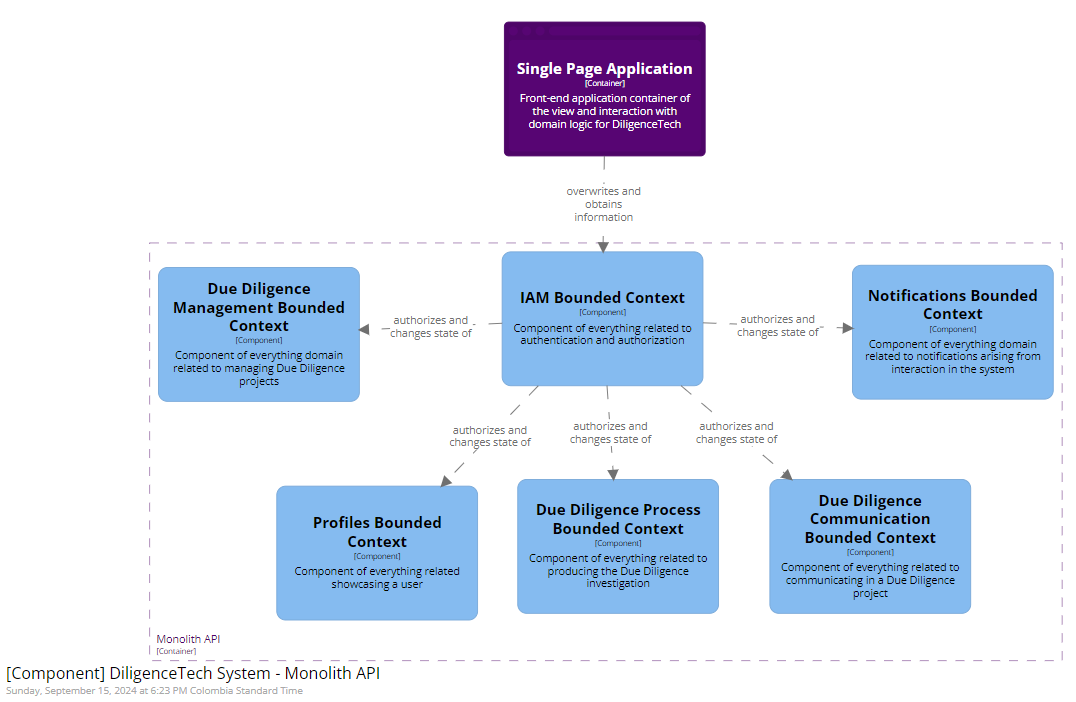 Single Page Application
[Container]
Front-end application container of
the view and interaction with
domain logic for DiligenceTech
overwrites and
obtains
information
Due Diligence
Management Bounded
Context
[Component]
Component of everything domain
related to managing Due Diligence
projects
authorizes and
changes state of
IAM Bounded Context
[Component]
Component of everything related to
authentication and authorization
authorizes and
changes state of
Notifications Bounded
Context
[Component]
Component of everything domain
related to notifications arising from
interaction in the system
authorizes and
changes state of
authorizes and
changes state of
authorizes and
changes state of
Profiles Bounded
Context
[Component]
Component of everything related
showcasing a user
Due Diligence Process
Bounded Context
[Component]
Component of everything related to
producing the Due Diligence
investigation
Due Diligence
Communication
Bounded Context
[Component]
Component of everything related to
communicating in a Due Diligence
project
Monolith API
[Container]
[Component] DiligenceTech System - Monolith API
Sunday, September 15, 2024 at 6:23 PM Colombia Standard Time